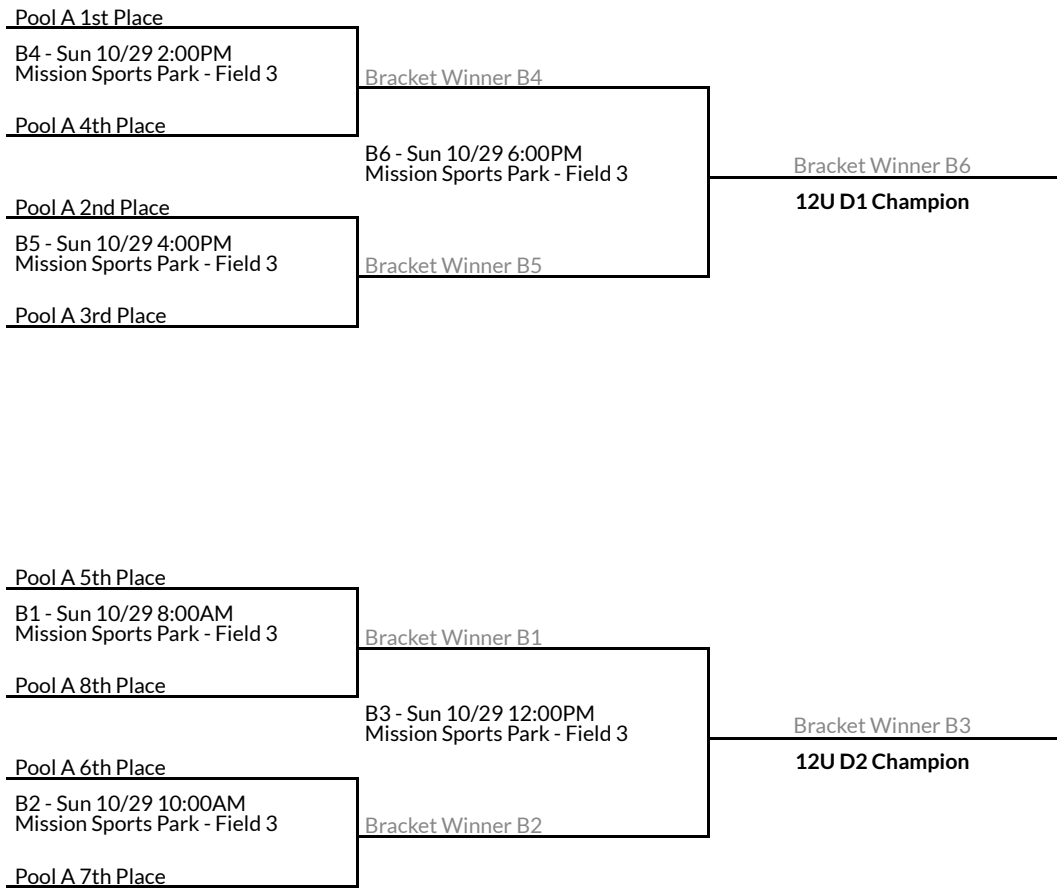 Pool A 1st Place
B4 - Sun 10/29 2:00PM
Mission Sports Park - Field 3
Bracket Winner B4
Pool A 4th Place
B6 - Sun 10/29 6:00PM
Mission Sports Park - Field 3
Bracket Winner B6
12U D1 Champion
Pool A 2nd Place
B5 - Sun 10/29 4:00PM
Mission Sports Park - Field 3
Bracket Winner B5
Pool A 3rd Place
Pool A 5th Place
B1 - Sun 10/29 8:00AM
Mission Sports Park - Field 3
Bracket Winner B1
Pool A 8th Place
B3 - Sun 10/29 12:00PM
Mission Sports Park - Field 3
Bracket Winner B3
12U D2 Champion
Pool A 6th Place
B2 - Sun 10/29 10:00AM
Mission Sports Park - Field 3
Bracket Winner B2
Pool A 7th Place